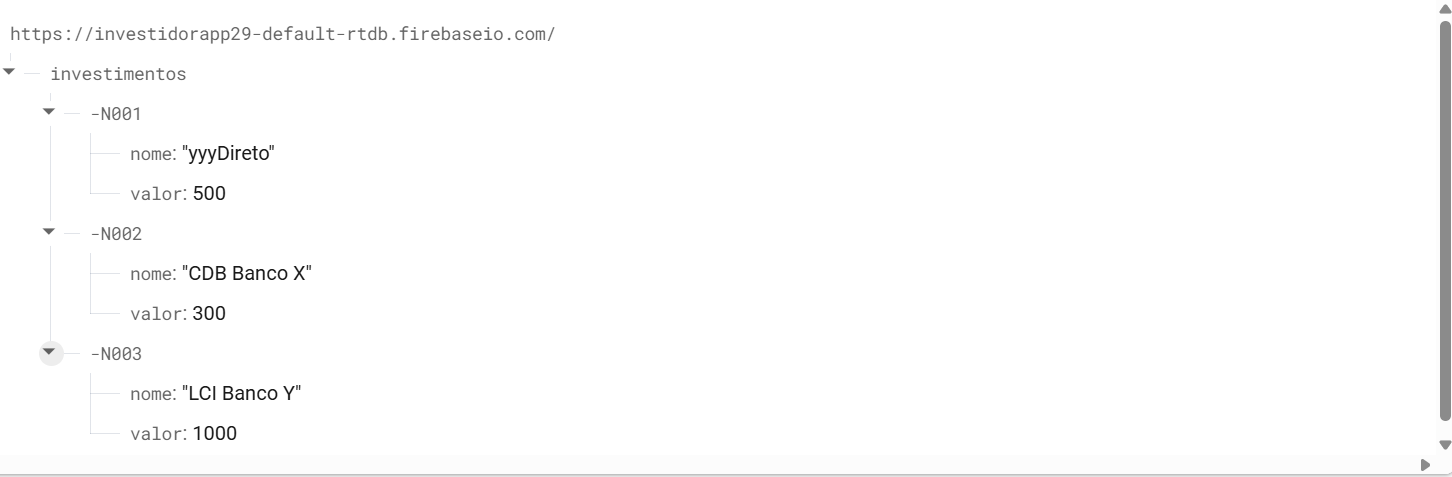 https://investidorapp29-default-rtdb.firebaseio.com/
investimentos
-N001
nome: "yyyDireto"
valor: 500
-N002
nome: "CDB Banco X"
valor: 300
-N003
nome: "LCI Banco Y"
valor: 1000